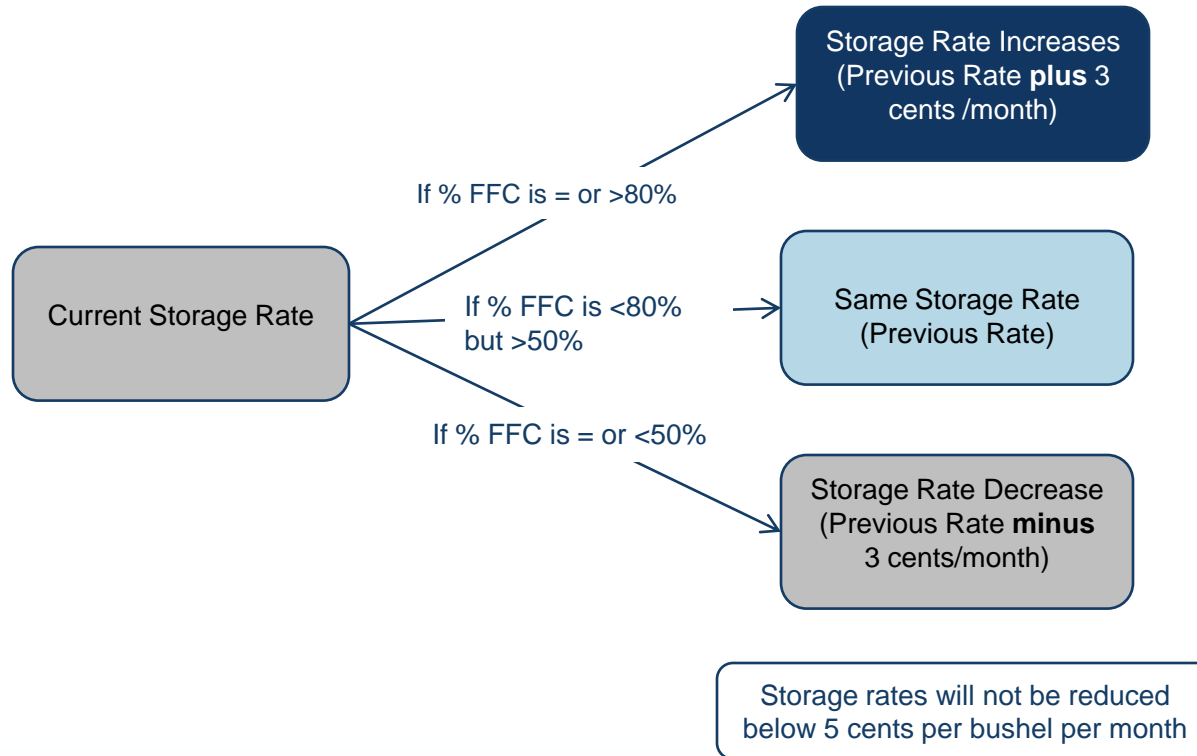 Storage Rate Increases
(Previous Rate plus 3
cents /month)
If % FFC is = or >80%
Current Storage Rate
If % FFC is <80%
but >50%
Same Storage Rate
(Previous Rate)
If % FFC is = or <50%
Storage Rate Decrease
(Previous Rate minus
3 cents/month)
Storage rates will not be reduced
below 5 cents per bushel per month